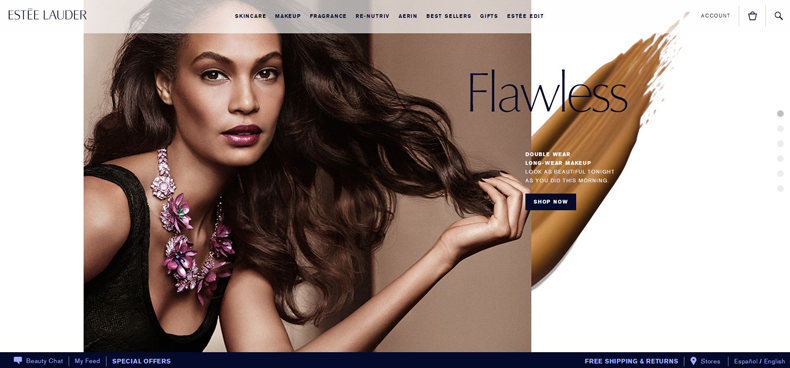 ESTĒE LAUDER
SKINCARE MAKEUP FRAGRANCE RE-NUTRIV AERIN BEST SELLERS GIFTS ESTÉE EDIT
ACCOUNT
Flawless
DOUBLE WEAR
LONG-WEAR MAKEUP
LOOK AS BEAUTIFUL TONIGHT
AS YOU DID THIS MORNING.
SHOP NOW
Beauty Chat My Feed SPECIAL OFFERS
FREE SHIPPING & RETURNS Stores Español / English